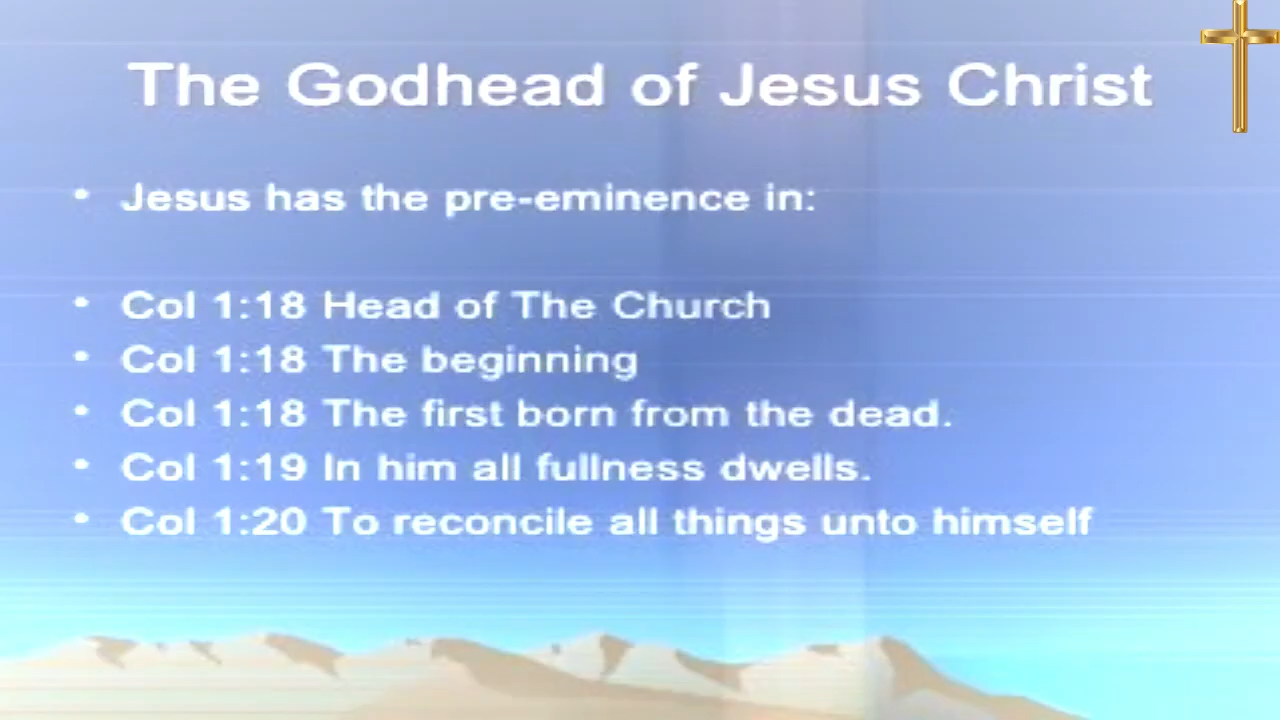 The Godhead of Jesus Christ
• Jesus has the pre-eminence in:
• Col 1:18 Head of The Church
• Col 1:18 The beginning
• Col 1:18 The first born from the dead.
• Col 1:19 In him all fullness dwells.
• Col 1:20 To reconcile all things unto himself